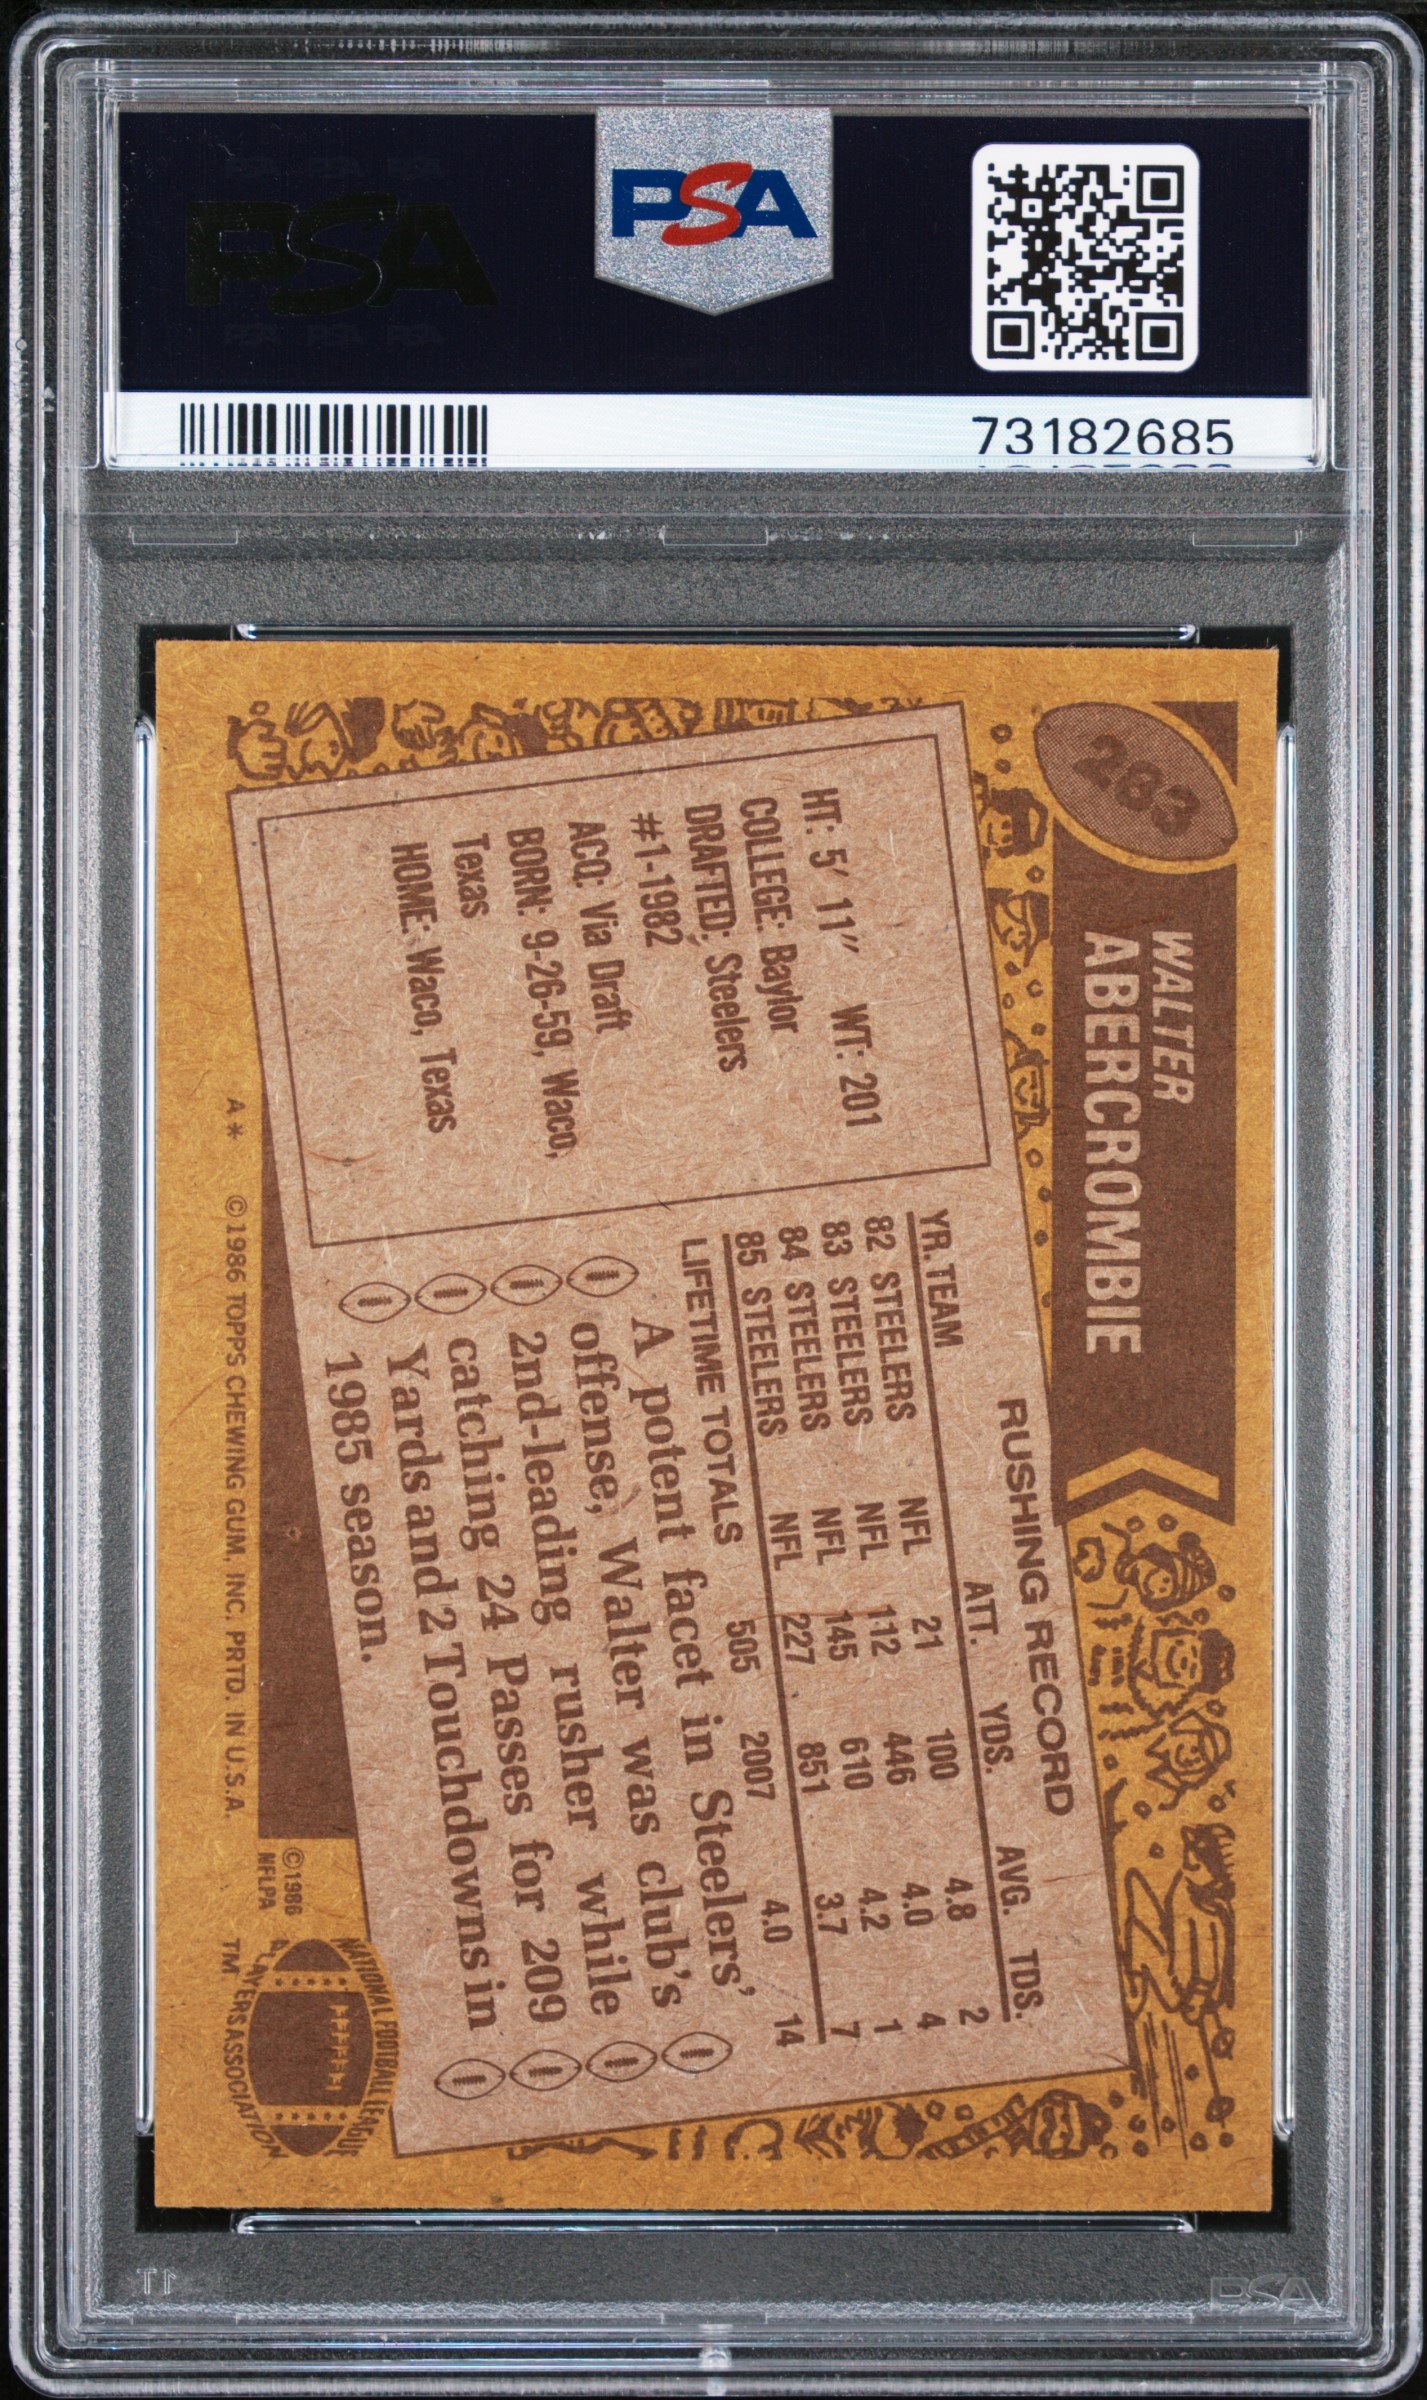 PSA
PSA
73182685
283
WALTER
ABERCROMBIE
HT: 5' 11" WT: 201
COLLEGE: Baylor
DRAFTED: Steelers
#1-1982
ACQ: Via Draft
BORN: 9-26-59, Waco,
Texas
HOME: Waco, Texas
RUSHING RECORD
YR. TEAM ATT. YDS. AVG. TDS.
82 STEELERS NFL 21 100 4.8 2
83 STEELERS NFL 112 446 4.0 4
84 STEELERS NFL 145 610 4.2 1
85 STEELERS NFL 227 851 3.7 7
LIFETIME TOTALS 505 2007 4.0 14
A potent facet in Steelers'
offense, Walter was club's
2nd-leading rusher while
catching 24 Passes for 209
Yards and 2 Touchdowns in
1985 season.
©1986
NFLPA
NATIONAL FOOTBALL LEAGUE
PLAYERS ASSOCIATION
TM
A* ©1986 TOPPS CHEWING GUM, INC. PRTD. IN U.S.A.
PSA